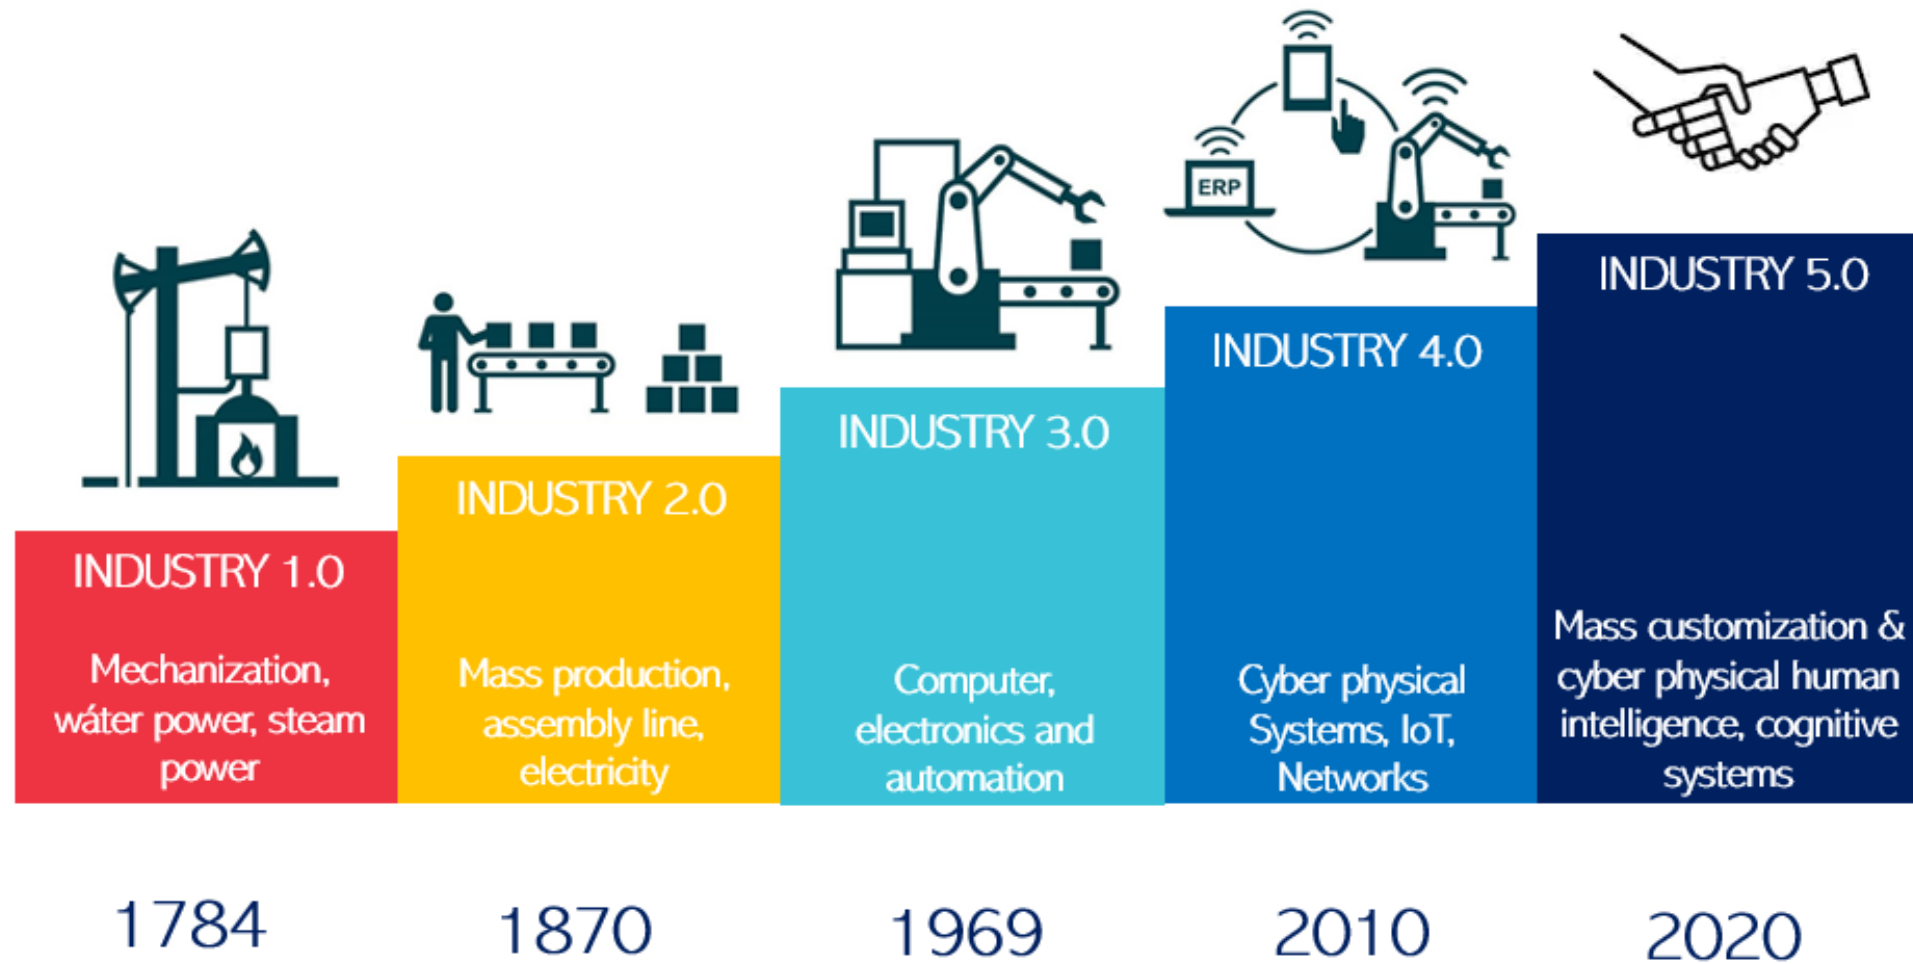 ERP
INDUSTRY 1.0
Mechanization,
wáter power, steam
power
INDUSTRY 2.0
Mass production,
assembly line,
electricity
INDUSTRY 3.0
Computer,
electronics and
automation
INDUSTRY 4.0
Cyber physical
Systems, IoT,
Networks
INDUSTRY 5.0
Mass customization &
cyber physical human
intelligence, cognitive
systems
1784
1870
1969
2010
2020